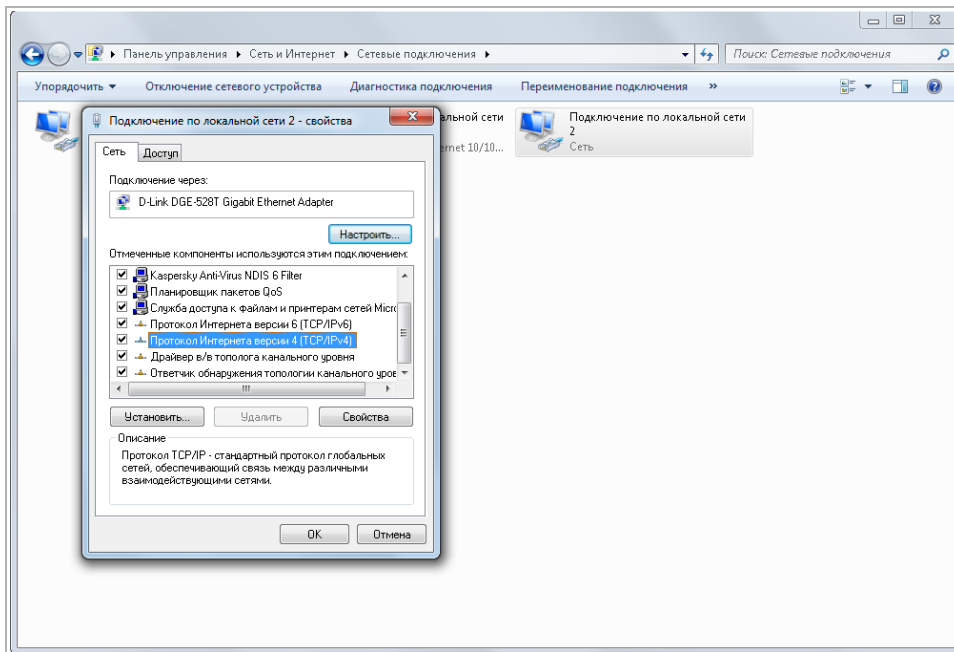 Панель управления ▸ Сеть и Интернет ▸ Сетевые подключения ▸
Поиск: Сетевые подключения
Упорядочить ▼ Отключение сетевого устройства Диагностика подключения Переименование подключения »
сети
Подключение по локальной сети
2
Сеть
10/10...
Подключение по локальной сети 2 - свойства
Сеть Доступ
Подключение через:
D-Link DGE-528T Gigabit Ethernet Adapter
Настроить...
Отмеченные компоненты используются этим подключением:
Kaspersky Anti-Virus NDIS 6 Filter
Планировщик пакетов QoS
Служба доступа к файлам и принтерам сетей Micro
Протокол Интернета версии 6 (TCP/IPv6)
Протокол Интернета версии 4 (TCP/IPv4)
Драйвер в/в тополога канального уровня
Ответчик обнаружения топологии канального уров
Установить... Удалить Свойства
Описание
Протокол TCP/IP - стандартный протокол глобальных
сетей, обеспечивающий связь между различными
взаимодействующими сетями.
OK Отмена